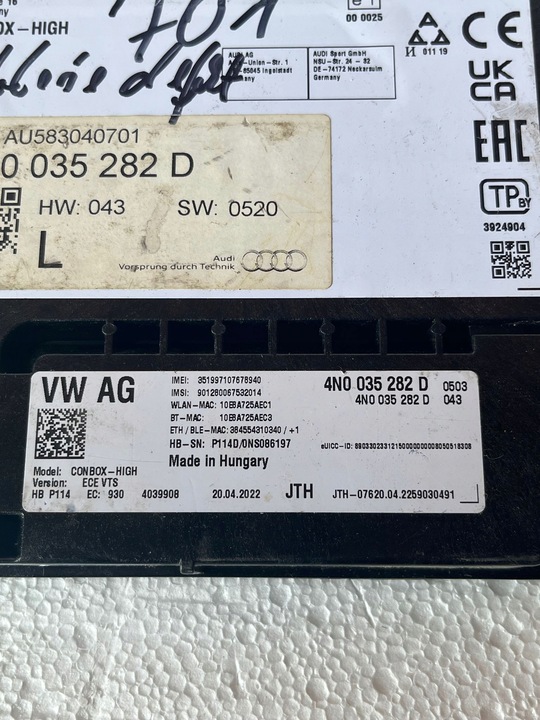 701
00 0025
И 011 19
CE
UK
CA
EAC
TP
BY
3924904
AUDI AG
AUDI Sport GmbH
NSU-Str. 24 - 32
DE-74172 Neckarsulm
Germany
AU583040701
0 035 282 D
HW: 043 SW: 0520
L
Audi
Vorsprung durch Technik
VW AG
IMEI: 351997107678940
IMSI: 901280067532014
WLAN-MAC: 10E8A725AEC1
BT-MAC: 10E8A725AEC3
ETH / BLE-MAC: 384554310340 / +1
HB-SN: P114D/0NS086197
Made in Hungary
4N0 035 282 D 0503
4N0 035 282 D 043
Model: CONBOX-HIGH
Version: ECE VTS
HB P114 EC: 930 4039908 20.04.2022 JTH JTH-07620.04.2259030491